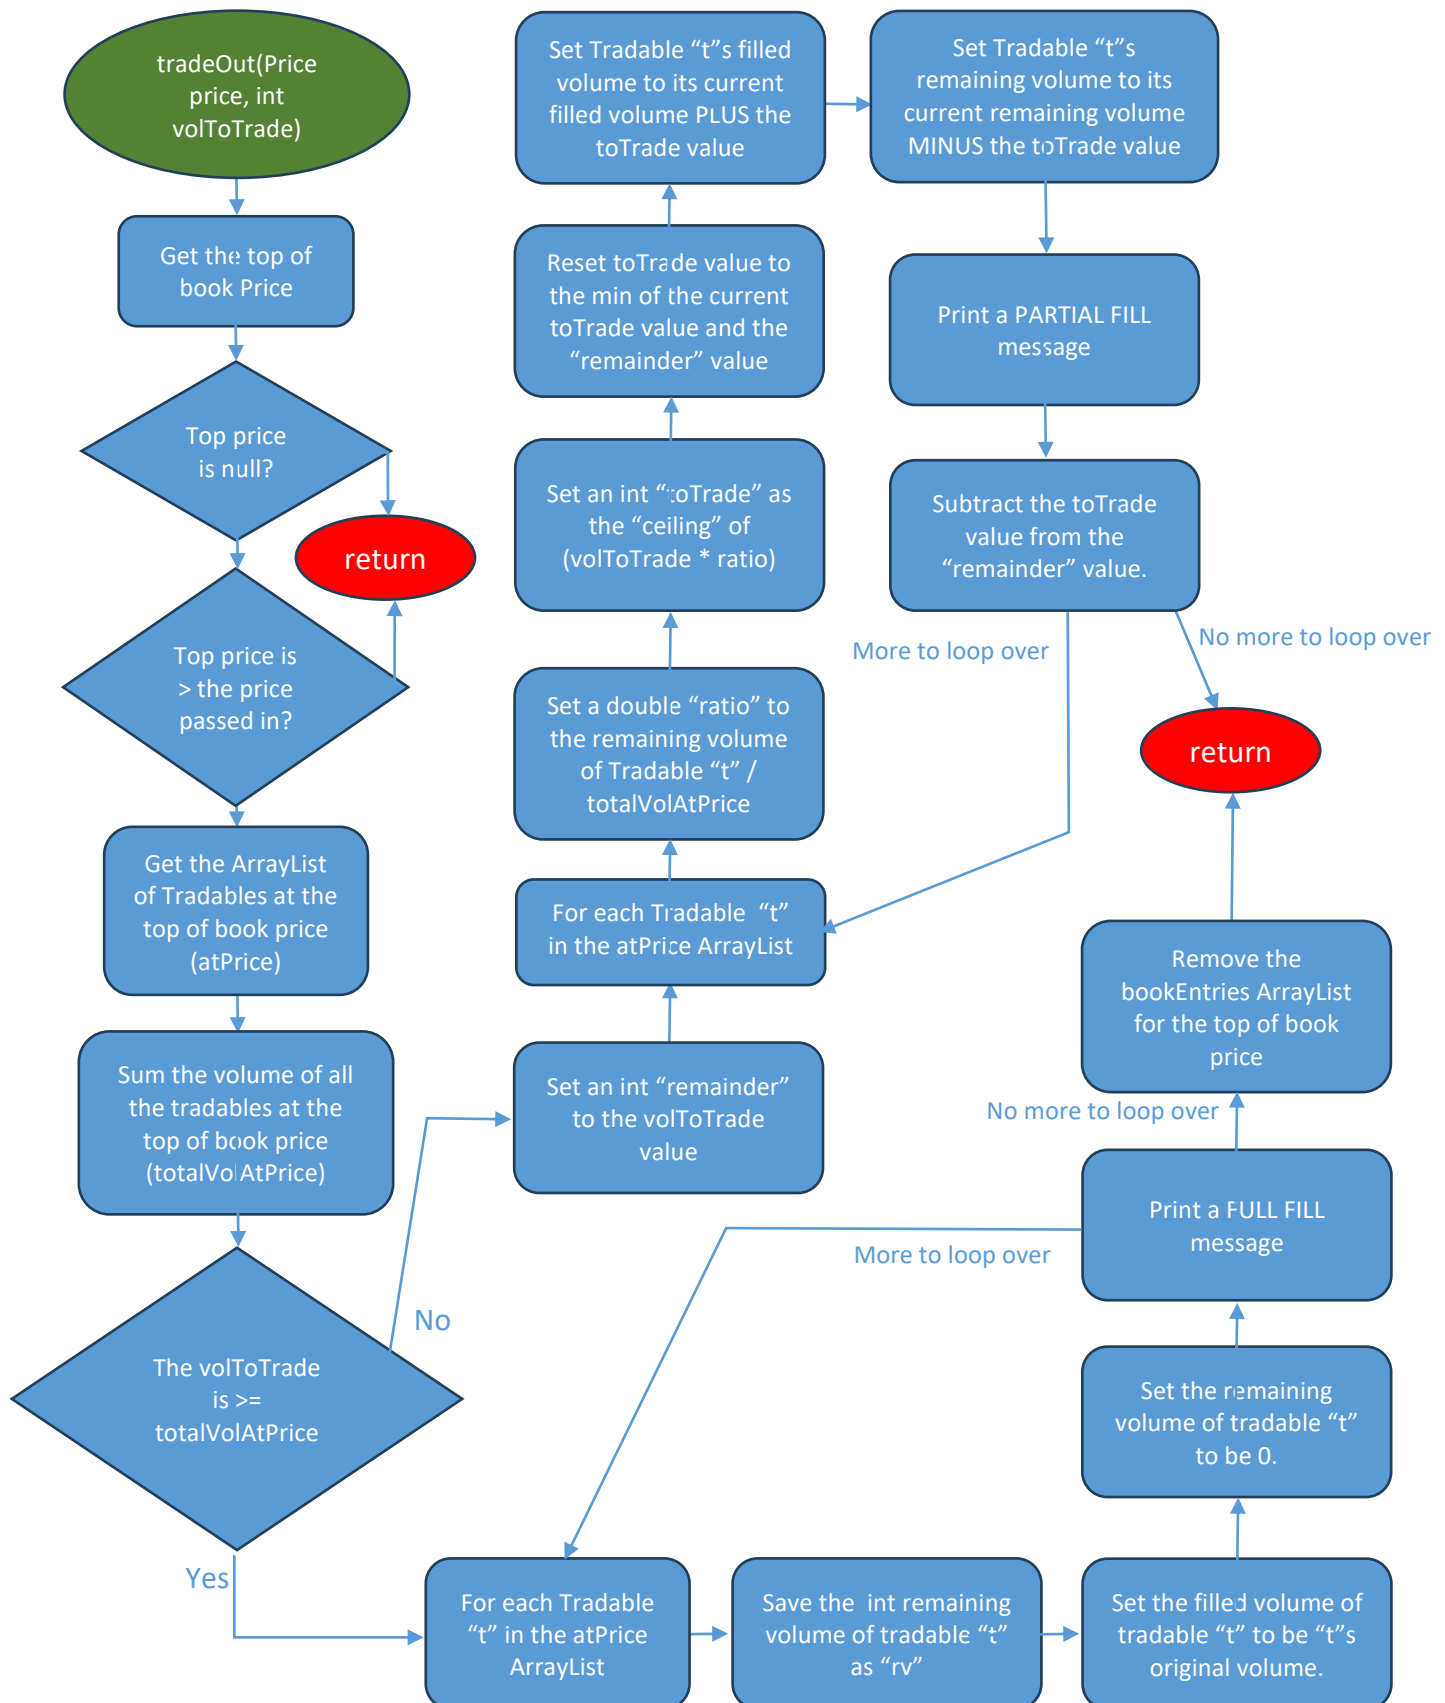 tradeOut(Price
price, int
volToTrade)
Get the top of
book Price
Top price
is null?
return
Top price is
> the price
passed in?
Get the ArrayList
of Tradables at the
top of book price
(atPrice)
Sum the volume of all
the tradables at the
top of book price
(totalVolAtPrice)
The volToTrade
is >=
totalVolAtPrice
No
Yes
Set an int “remainder”
to the volToTrade
value
For each Tradable “t”
in the atPrice ArrayList
Set a double “ratio” to
the remaining volume
of Tradable “t” /
totalVolAtPrice
Set an int “toTrade” as
the “ceiling” of
(volToTrade * ratio)
Reset toTrade value to
the min of the current
toTrade value and the
“remainder” value
Set Tradable “t”s filled
volume to its current
filled volume PLUS the
toTrade value
Set Tradable “t”s
remaining volume to its
current remaining volume
MINUS the toTrade value
Print a PARTIAL FILL
message
Subtract the toTrade
value from the
“remainder” value.
More to loop over
No more to loop over
return
For each Tradable
“t” in the atPrice
ArrayList
Save the int remaining
volume of tradable “t”
as “rv”
Set the filled volume of
tradable “t” to be “t”s
original volume.
Set the remaining
volume of tradable “t”
to be 0.
Print a FULL FILL
message
More to loop over
No more to loop over
Remove the
bookEntries ArrayList
for the top of book
price